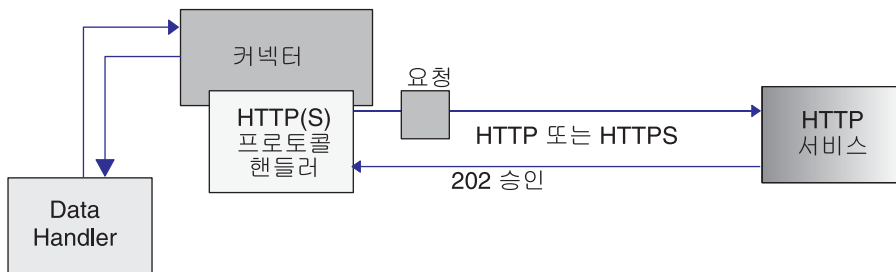 커넥터
요청
HTTP(S)
프로토콜
핸들러
HTTP 또는 HTTPS
HTTP
서비스
202 승인
Data
Handler